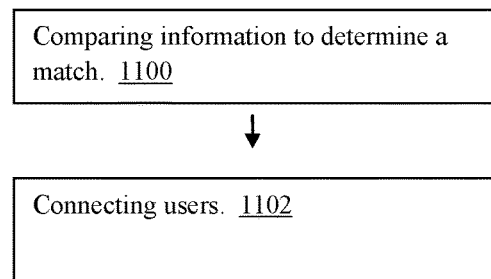 Comparing information to determine a
match. 1100
Connecting users. 1102